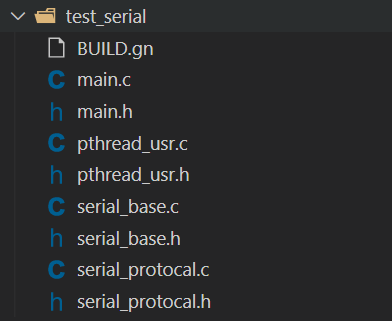 test_serial
BUILD.gn
C main.c
h main.h
C pthread_usr.c
h pthread_usr.h
C serial_base.c
h serial_base.h
C serial_protocal.c
h serial_protocal.h